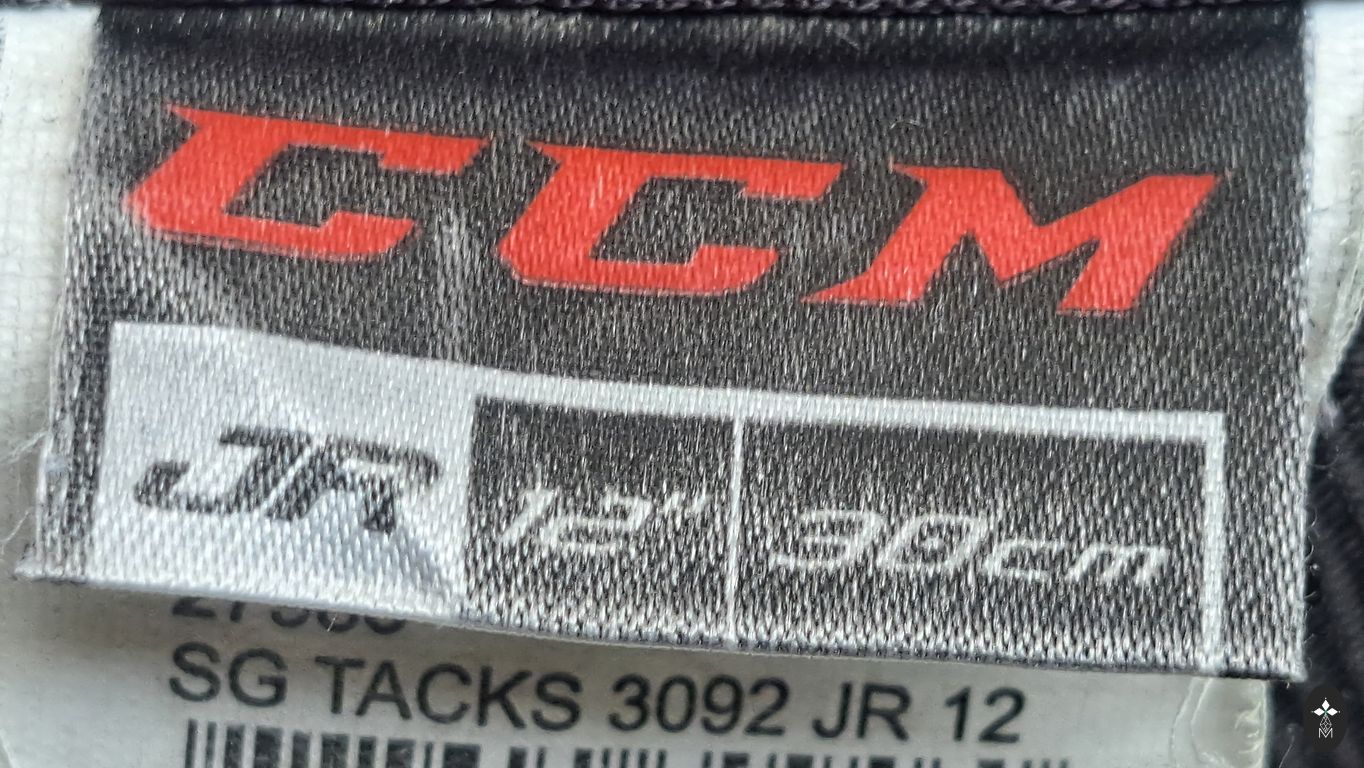 CCM
JR 12" 30cm
SG TACKS 3092 JR 12
M